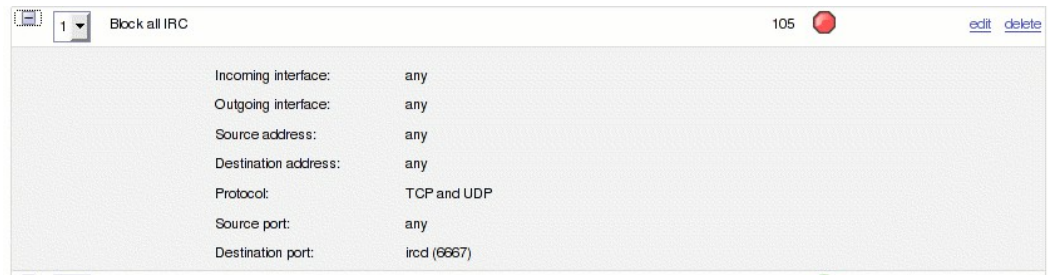 1 Block all IRC 105 edit delete
Incoming interface: any
Outgoing interface: any
Source address: any
Destination address: any
Protocol: TCP and UDP
Source port: any
Destination port: ircd (6667)